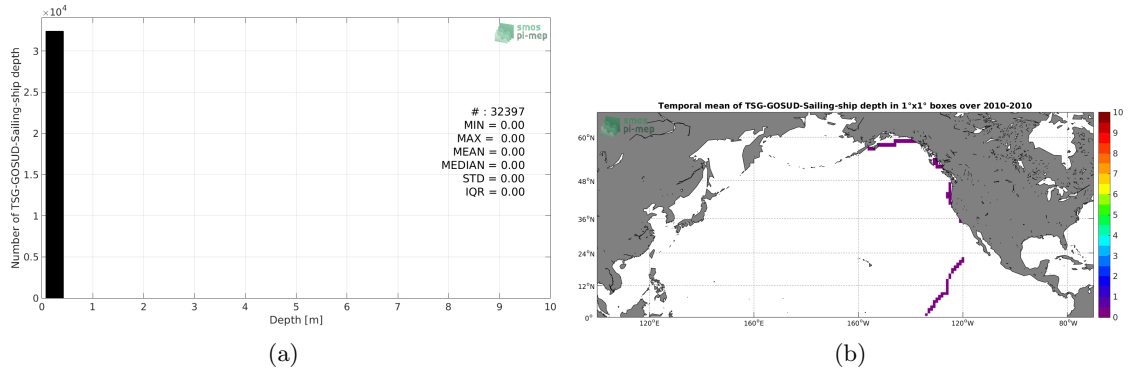 ×10⁴
smos
pi-mep
Number of TSG-GOSUD-Sailing-ship depth
3
2.5
2
1.5
1
0.5
0
# : 32397
MIN = 0.00
MAX = 0.00
MEAN = 0.00
MEDIAN = 0.00
STD = 0.00
IQR = 0.00
0 1 2 3 4 5 6 7 8 9 10
Depth [m]
(a)
Temporal mean of TSG-GOSUD-Sailing-ship depth in 1°x1° boxes over 2010-2010
smos
pi-mep
60°N
48°N
36°N
24°N
12°N
0°
120°E 160°E 160°W 120°W 80°W
10
9
8
7
6
5
4
3
2
1
0
(b)